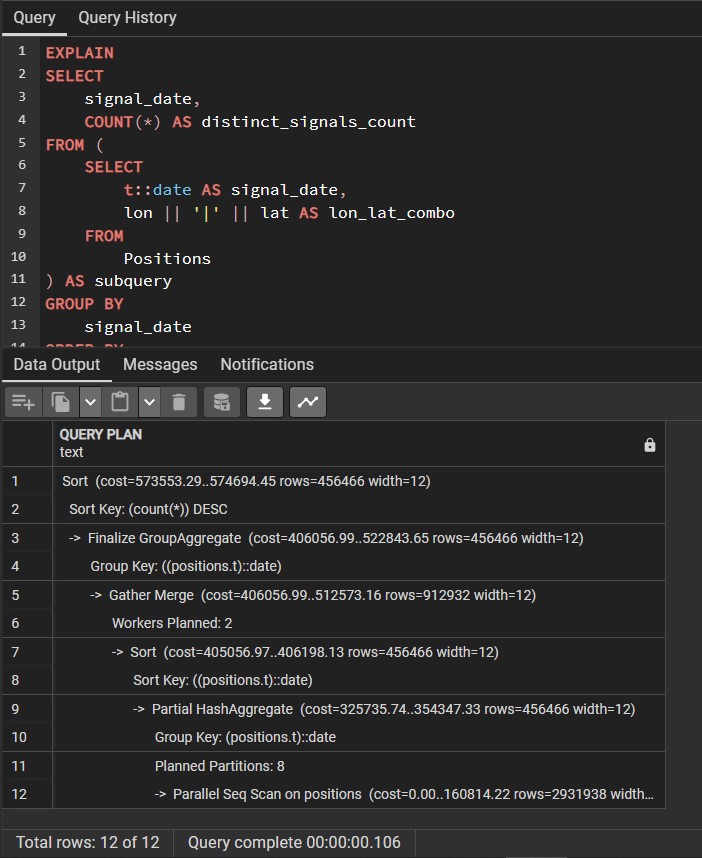 Query Query History
1 EXPLAIN
2 SELECT
3 signal_date,
4 COUNT(*) AS distinct_signals_count
5 FROM (
6 SELECT
7 t::date AS signal_date,
8 lon || '|' || lat AS lon_lat_combo
9 FROM
10 Positions
11 ) AS subquery
12 GROUP BY
13 signal_date
14 ORDER BY
Data Output Messages Notifications
QUERY PLAN
text
1 Sort (cost=573553.29..574694.45 rows=456466 width=12)
2 Sort Key: (count(*)) DESC
3 -> Finalize GroupAggregate (cost=406056.99..522843.65 rows=456466 width=12)
4 Group Key: ((positions.t)::date)
5 -> Gather Merge (cost=406056.99..512573.16 rows=912932 width=12)
6 Workers Planned: 2
7 -> Sort (cost=405056.97..406198.13 rows=456466 width=12)
8 Sort Key: ((positions.t)::date)
9 -> Partial HashAggregate (cost=325735.74..354347.33 rows=456466 width=12)
10 Group Key: (positions.t)::date
11 Planned Partitions: 8
12 -> Parallel Seq Scan on positions (cost=0.00..160814.22 rows=2931938 width...
Total rows: 12 of 12 Query complete 00:00:00.106